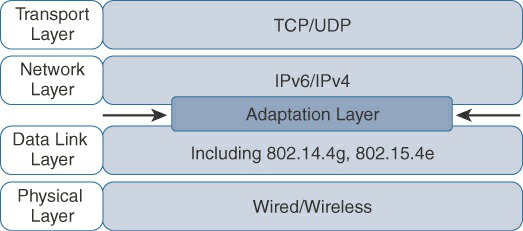 Transport
Layer
TCP/UDP
Network
Layer
IPv6/IPv4
Adaptation Layer
Data Link
Layer
Including 802.14.4g, 802.15.4e
Physical
Layer
Wired/Wireless